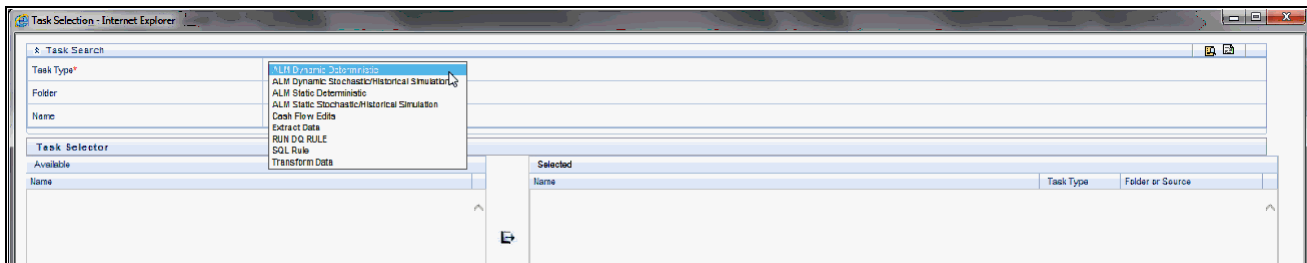 Task Selection - Internet Explorer
Task Search
Task Type*
ALM Dynamic Deterministic
ALM Dynamic Stochastic/Historical Simulation
Folder
ALM Static Deterministic
ALM Static Stochastic/Historical Simulation
Name
Cash Flow Edits
Extract Data
RUN DQ RULE
Task Selector
SQL Rule
Available
Transform Data
Selected
Name
Name
Task Type
Folder or Source